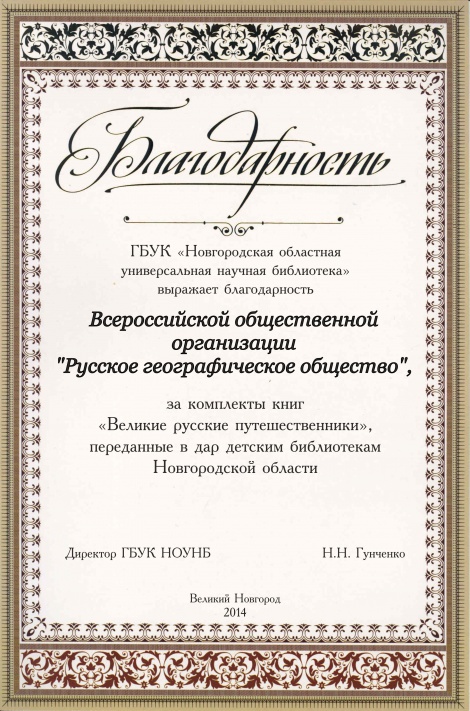 Благодарность
ГБУК «Новгородская областная
универсальная научная библиотека»
выражает благодарность
Всероссийской общественной
организации
"Русское географическое общество",
за комплекты книг
«Великие русские путешественники»,
переданные в дар детским библиотекам
Новгородской области
Директор ГБУК НОУНБ Н.Н. Гунченко
Великий Новгород
2014